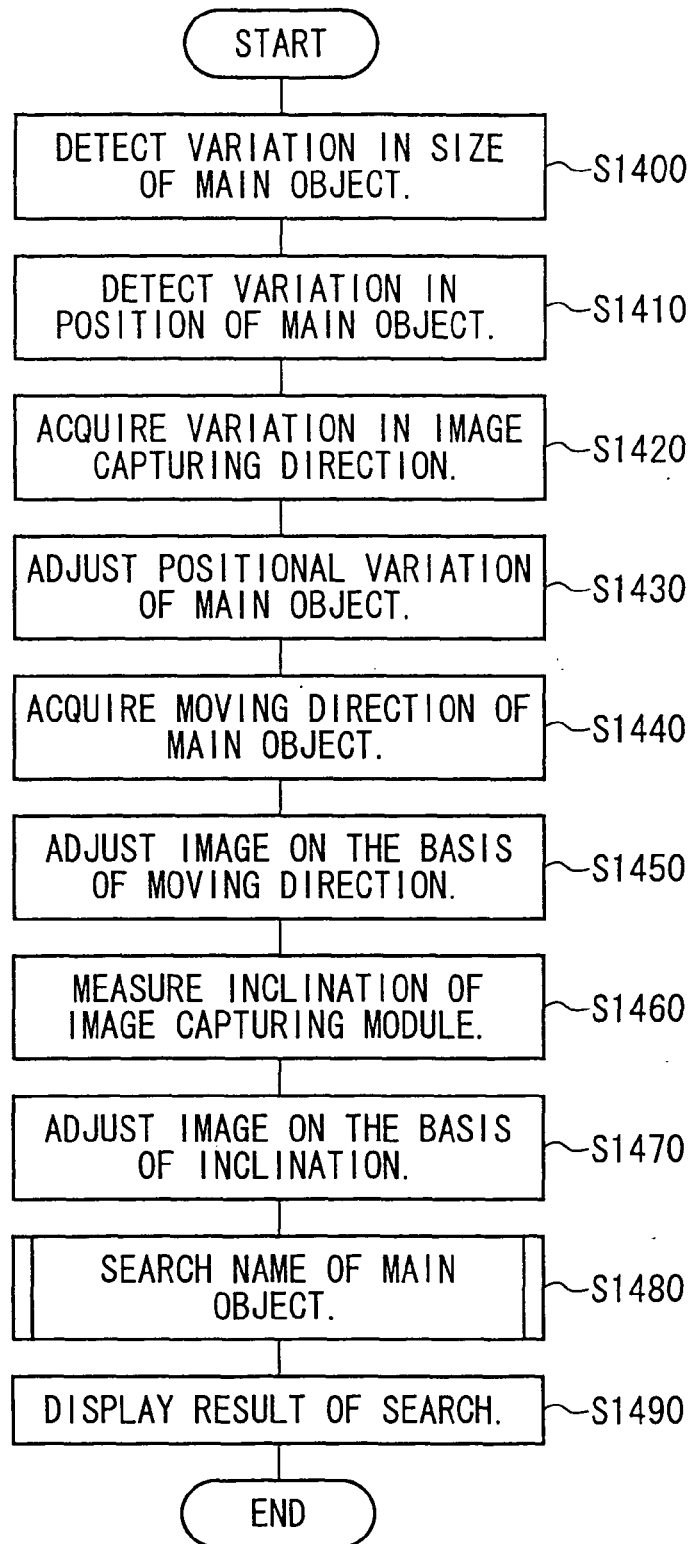 START
DETECT VARIATION IN SIZE
OF MAIN OBJECT.
S1400
DETECT VARIATION IN
POSITION OF MAIN OBJECT.
S1410
ACQUIRE VARIATION IN IMAGE
CAPTURING DIRECTION.
S1420
ADJUST POSITIONAL VARIATION
OF MAIN OBJECT.
S1430
ACQUIRE MOVING DIRECTION OF
MAIN OBJECT.
S1440
ADJUST IMAGE ON THE BASIS
OF MOVING DIRECTION.
S1450
MEASURE INCLINATION OF
IMAGE CAPTURING MODULE.
S1460
ADJUST IMAGE ON THE BASIS
OF INCLINATION.
S1470
SEARCH NAME OF MAIN
OBJECT.
S1480
DISPLAY RESULT OF SEARCH.
S1490
END